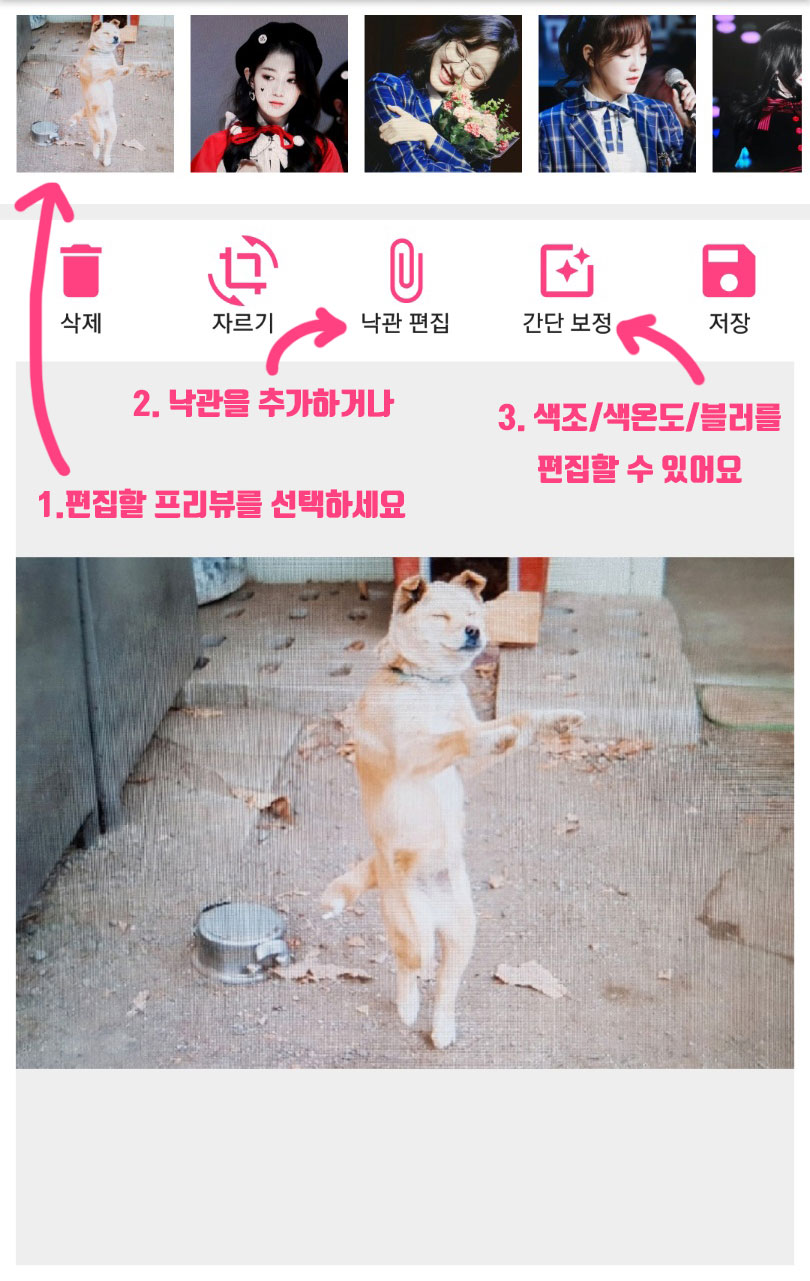 삭제
자르기
낙관 편집
간단 보정
저장
2. 낙관을 추가하거나
3. 색조/색온도/블러를
편집할 수 있어요
1.편집할 프리뷰를 선택하세요